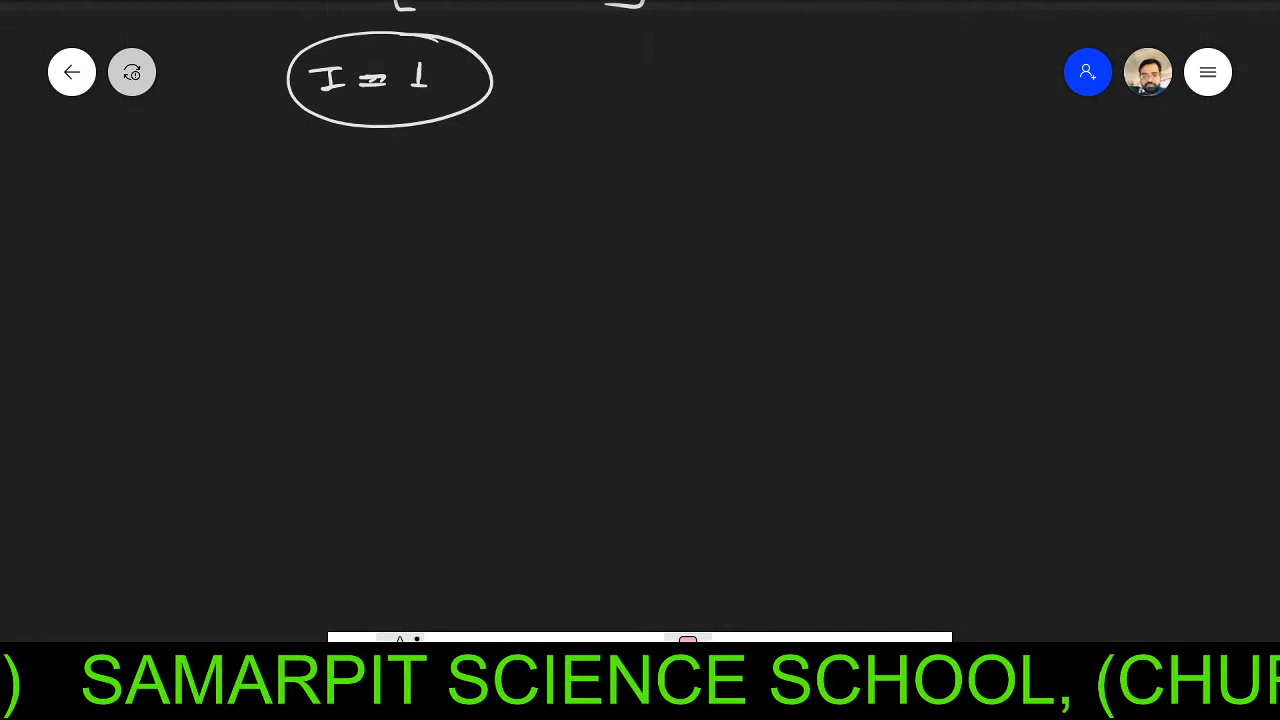 I = 1
) SAMARPIT SCIENCE SCHOOL, (CHUR